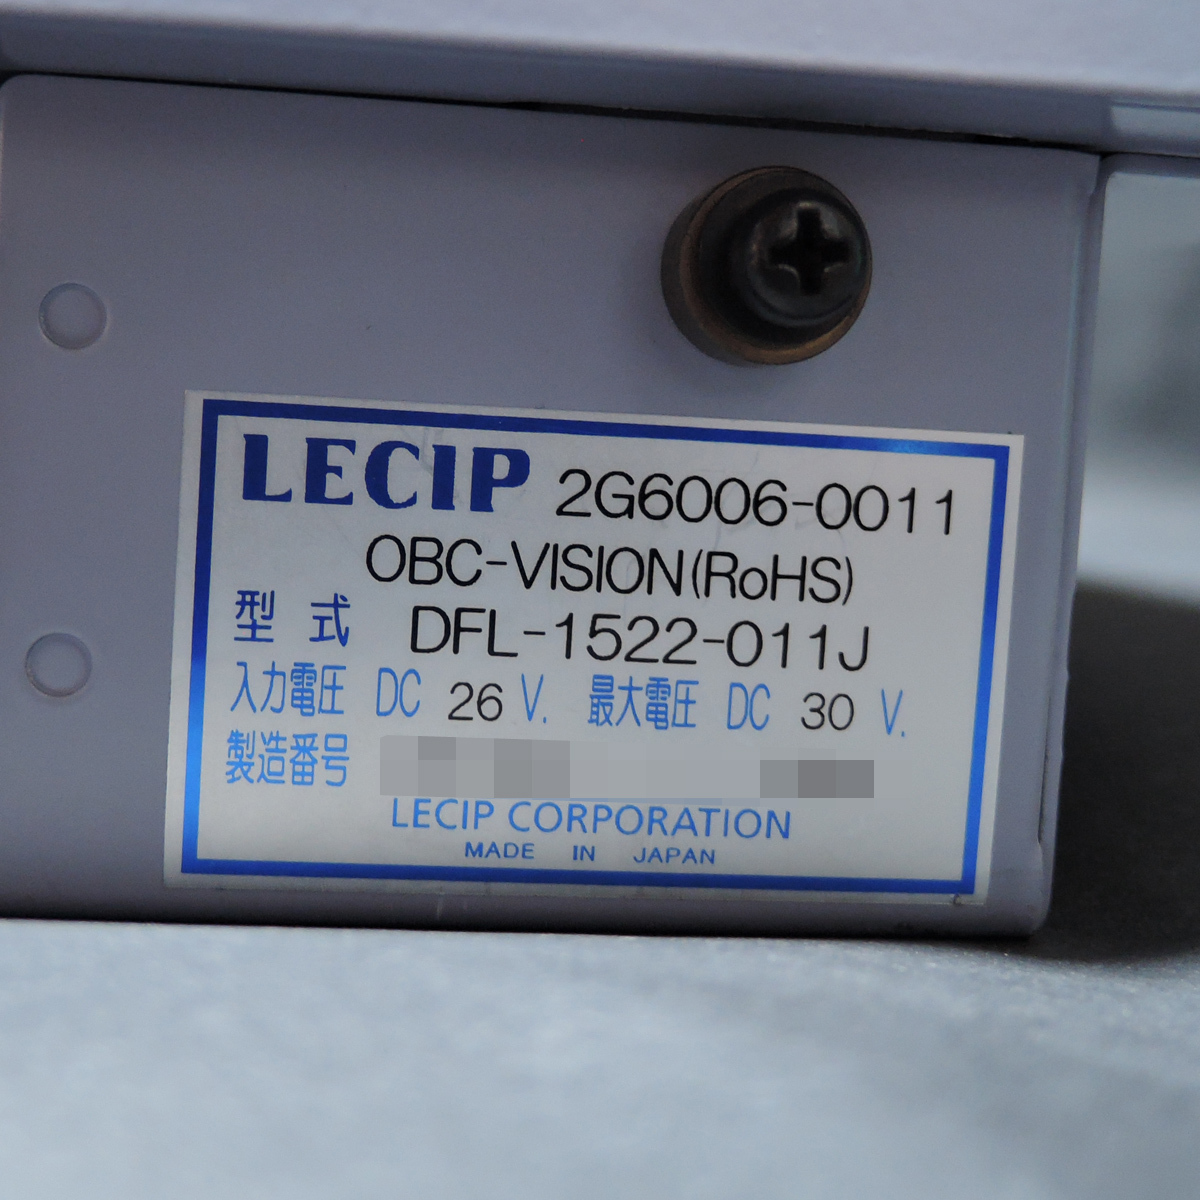 LECIP 2G6006-0011
OBC-VISION(RoHS)
型式 DFL-1522-011J
入力電圧 DC 26 V. 最大電圧 DC 30 V.
製造番号
LECIP CORPORATION
MADE IN JAPAN